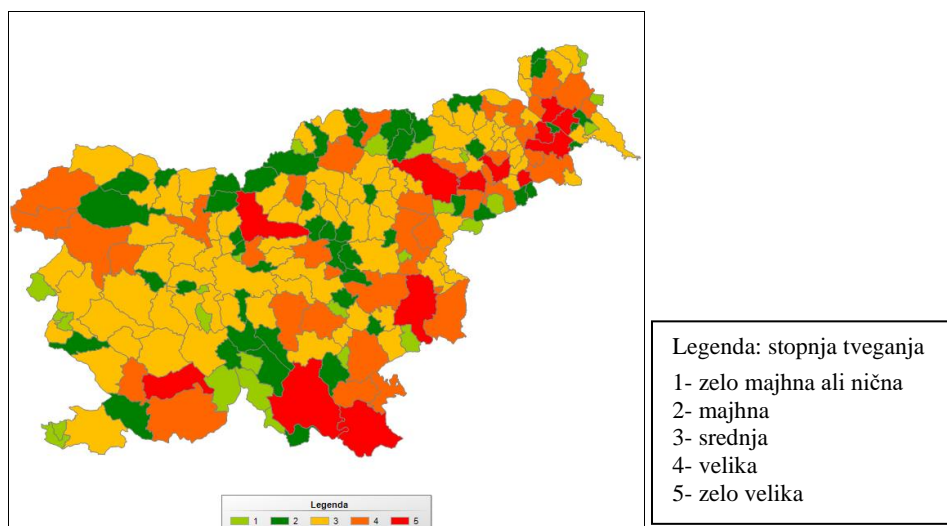 Legenda: stopnja tveganja
1- zelo majhna ali nična
2- majhna
3- srednja
4- velika
5- zelo velika
Legenda
1 2 3 4 5